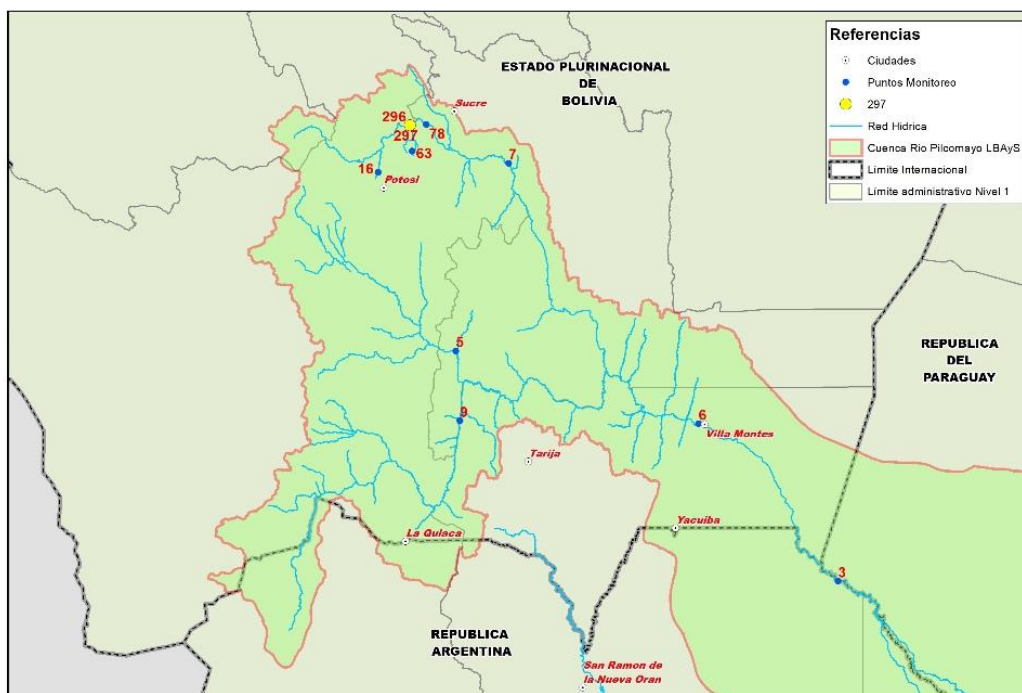 Referencias
Ciudades
Puntos Monitoreo
297
Red Hidrica
Cuenca Rio Pilcomayo LBAyS
Límite Internacional
Límite administrativo Nivel 1
ESTADO PLURINACIONAL
DE
BOLIVIA
Sucre
296
297
78
63
16
7
Potosi
REPUBLICA
DEL
PARAGUAY
5
9
6
Villa Montes
Tarija
Yacuiba
La Quiaca
3
REPUBLICA
ARGENTINA
San Ramon de
la Nueva Oran